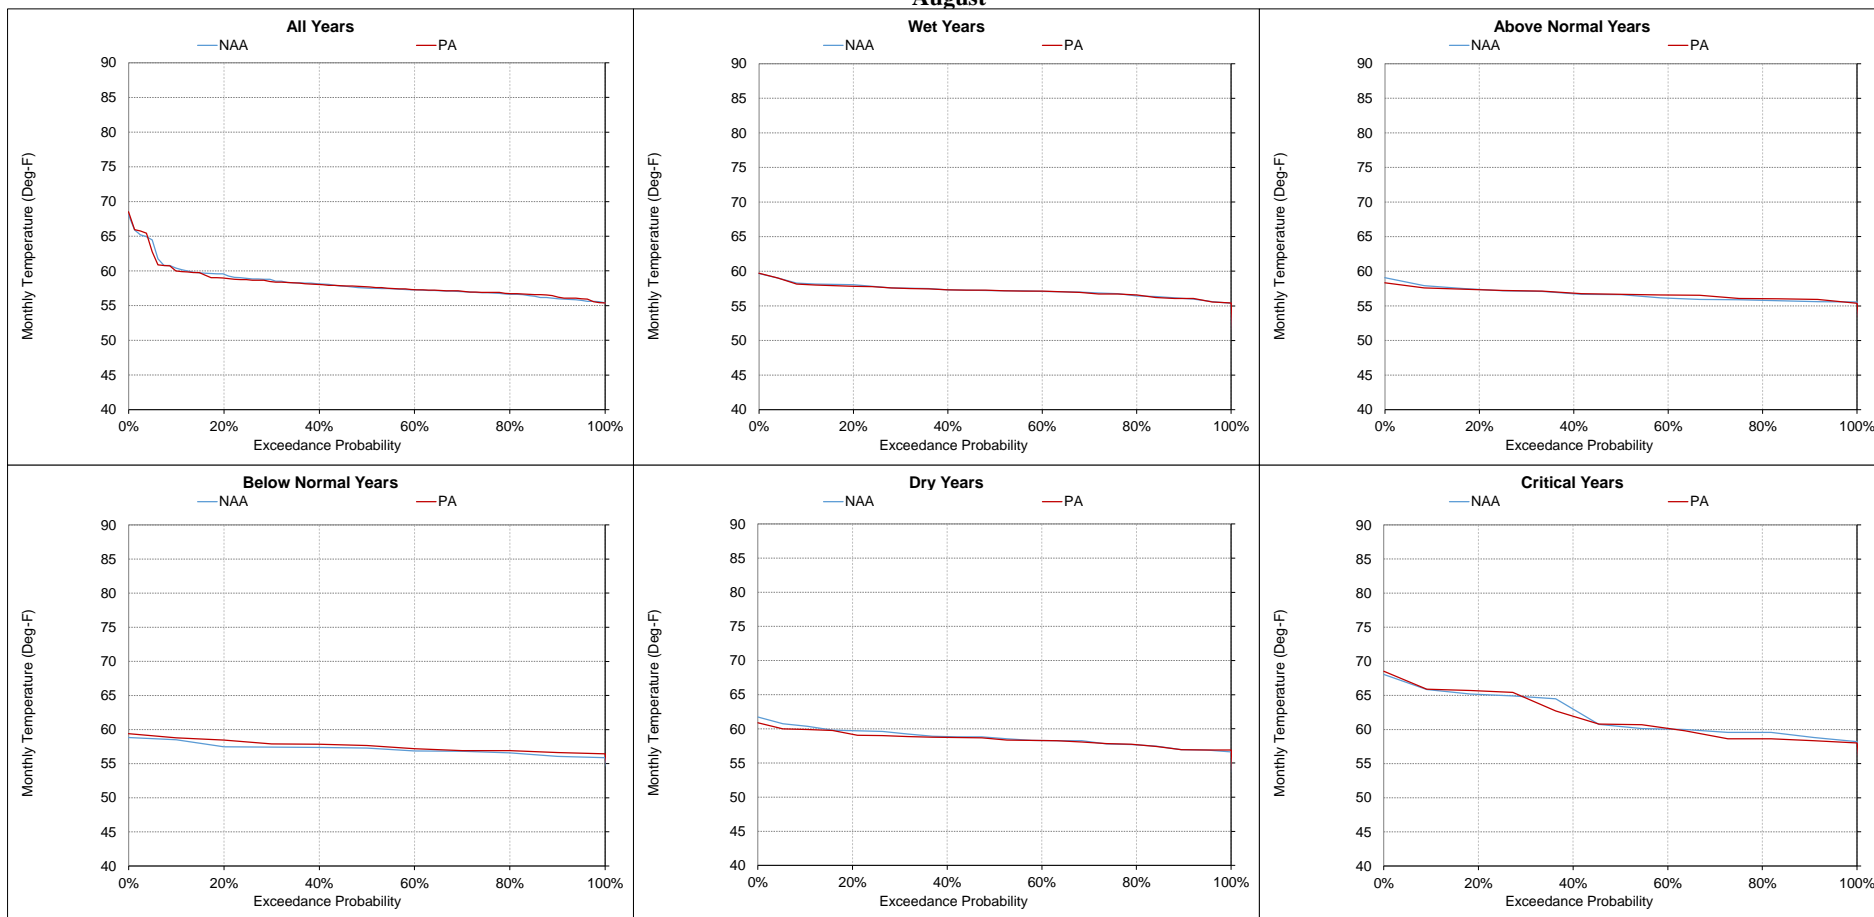 August
All Years
NAA PA
Monthly Temperature (Deg-F)
90
85
80
75
70
65
60
55
50
45
40
0% 20% 40% 60% 80% 100%
Exceedance Probability
Wet Years
NAA PA
Monthly Temperature (Deg-F)
90
85
80
75
70
65
60
55
50
45
40
0% 20% 40% 60% 80% 100%
Exceedance Probability
Above Normal Years
NAA PA
Monthly Temperature (Deg-F)
90
85
80
75
70
65
60
55
50
45
40
0% 20% 40% 60% 80% 100%
Exceedance Probability
Below Normal Years
NAA PA
Monthly Temperature (Deg-F)
90
85
80
75
70
65
60
55
50
45
40
0% 20% 40% 60% 80% 100%
Exceedance Probability
Dry Years
NAA PA
Monthly Temperature (Deg-F)
90
85
80
75
70
65
60
55
50
45
40
0% 20% 40% 60% 80% 100%
Exceedance Probability
Critical Years
NAA PA
Monthly Temperature (Deg-F)
90
85
80
75
70
65
60
55
50
45
40
0% 20% 40% 60% 80% 100%
Exceedance Probability